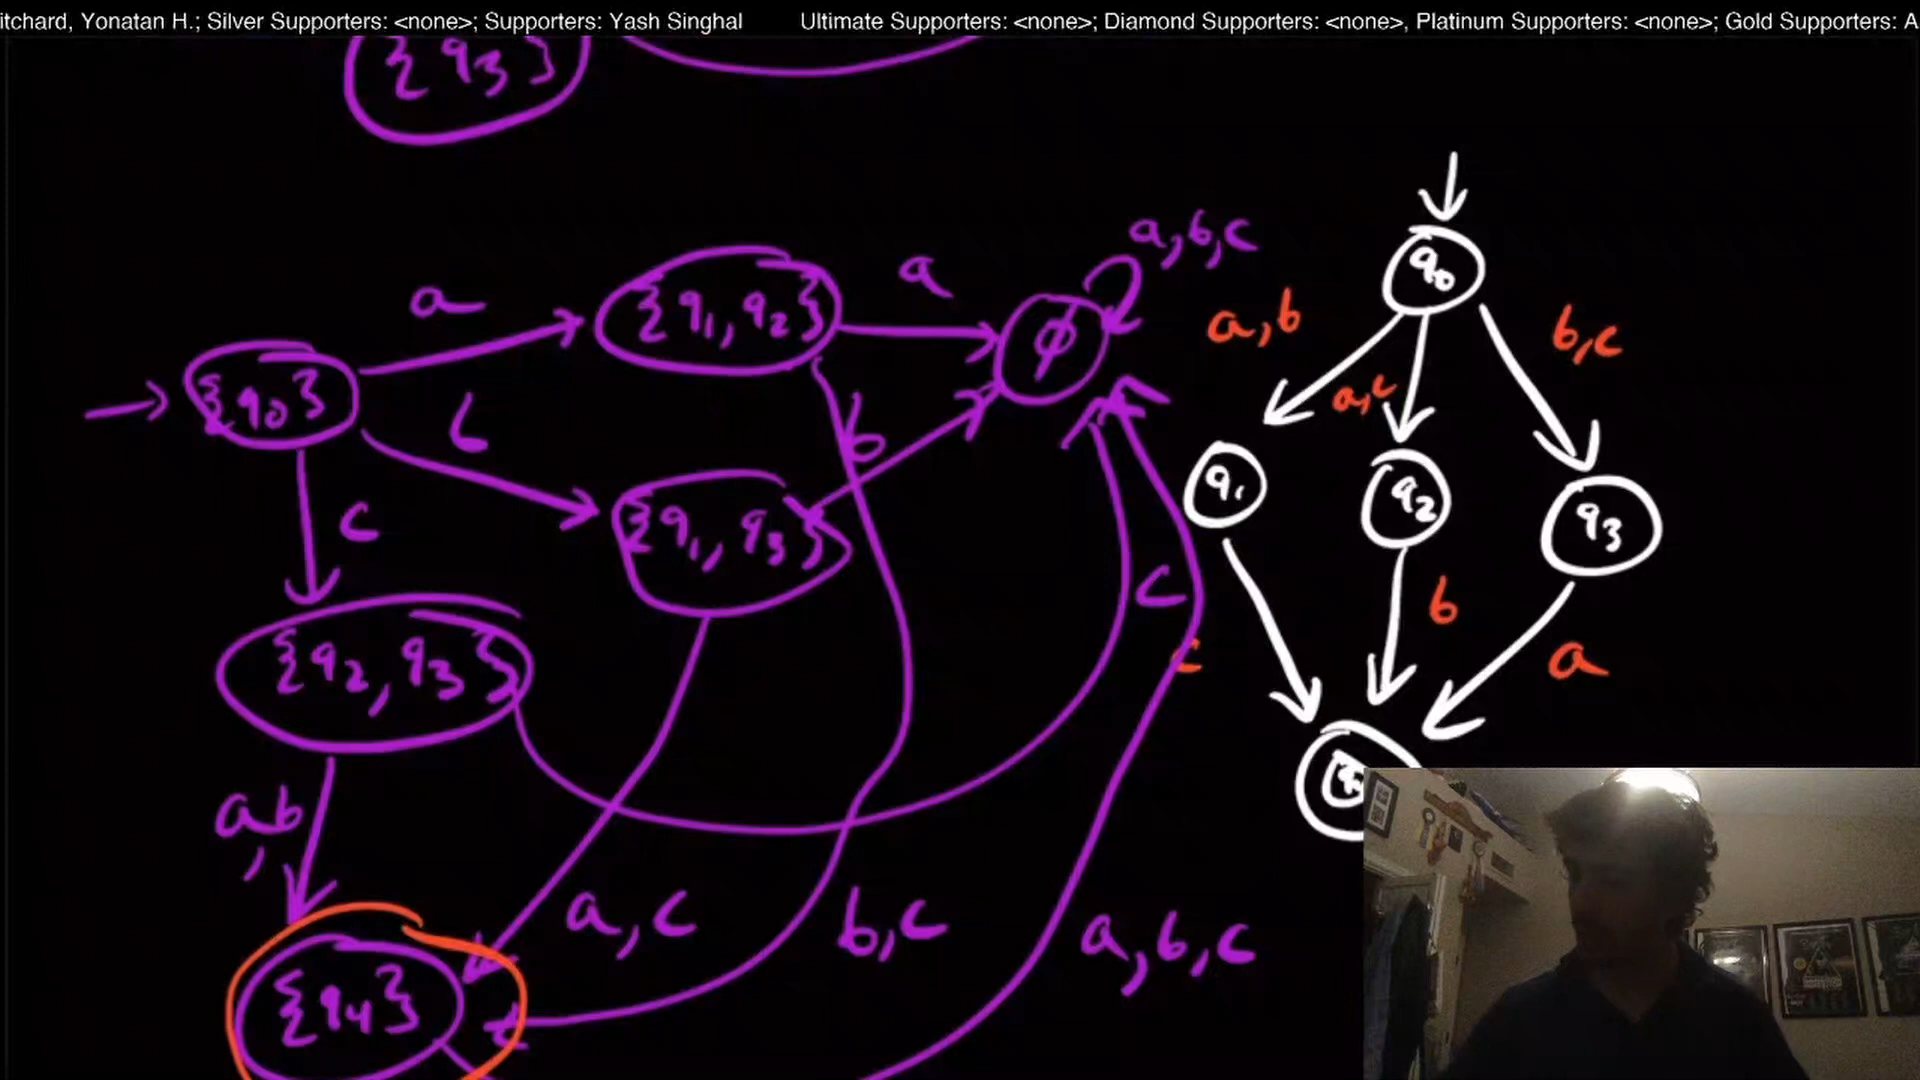 itchard, Yonatan H.; Silver Supporters: <none>; Supporters: Yash Singhal Ultimate Supporters: <none>; Diamond Supporters: <none>, Platinum Supporters: <none>; Gold Supporters: A
{q3}
a
{q1,q2}
a
∅
a,b,c
{q0}
b
b
c
{q1, q3}
{q2,q3}
c
a,b
a,c
b,c
a,b,c
{q4}
q0
a,b
a,c
b,c
q1
q2
q3
c
b
a